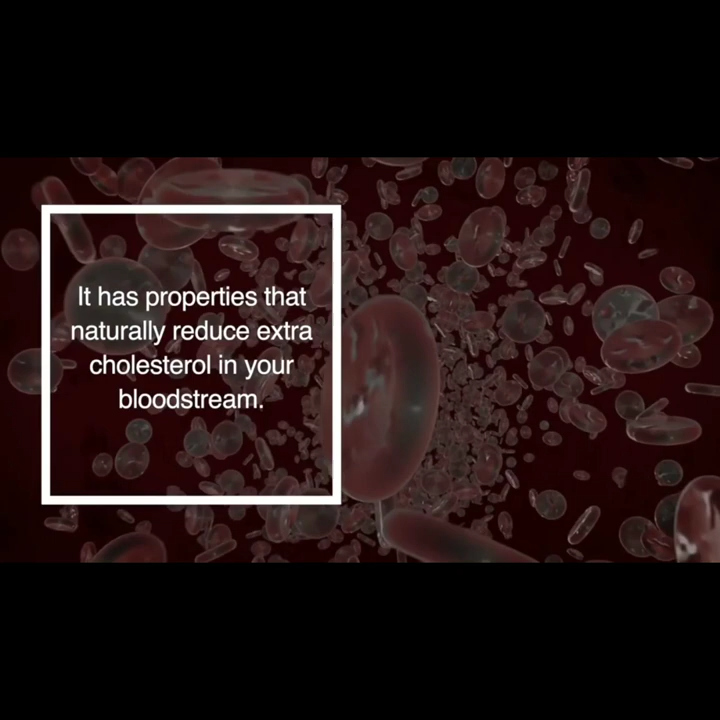 It has properties that
naturally reduce extra
cholesterol in your
bloodstream.